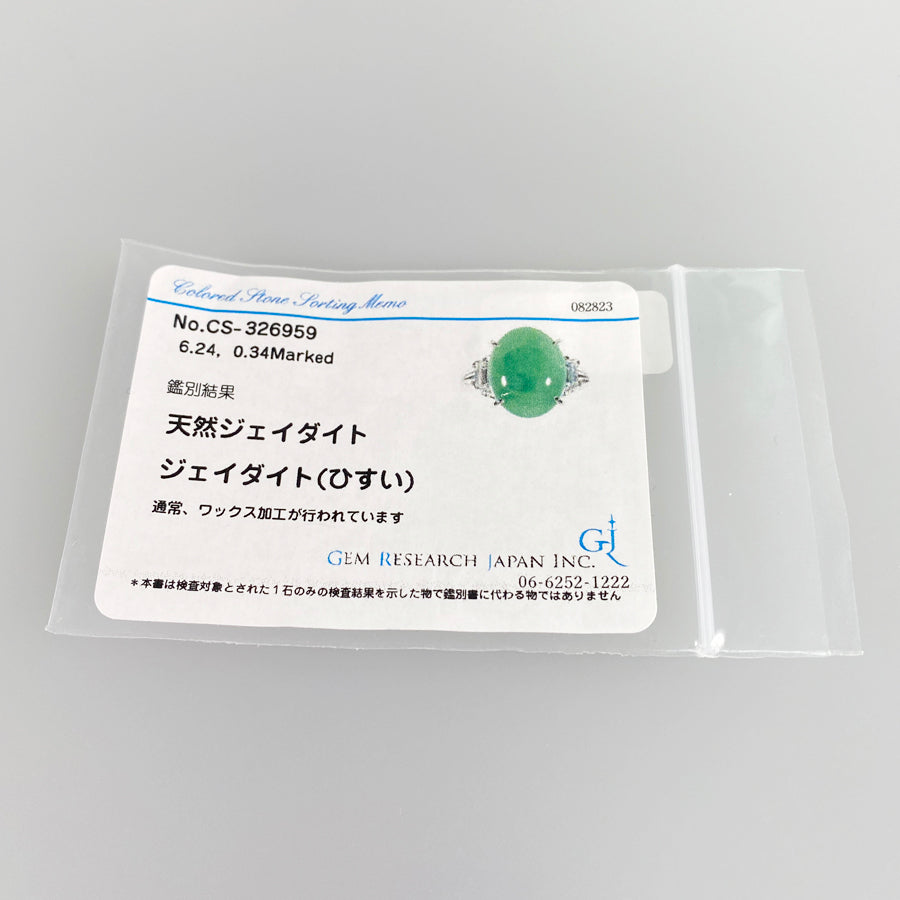 Colored Stone Sorting Memo
082823
No.CS-326959
6.24, 0.34Marked
鑑別結果
天然ジェイダイト
ジェイダイト(ひすい)
通常、ワックス加工が行われています
GJ
GEM RESEARCH JAPAN INC.
06-6252-1222
*本書は検査対象とされた1石のみの検査結果を示した物で鑑別書に代わる物ではありません